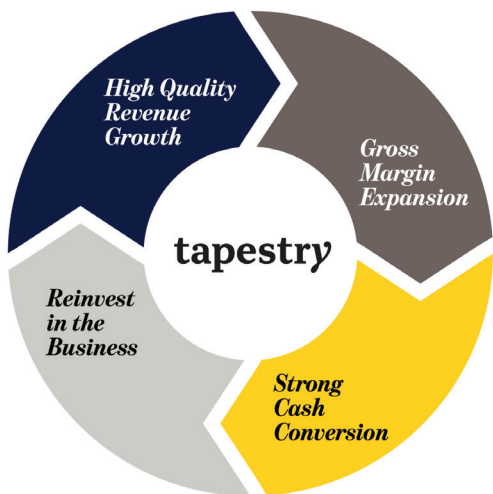 High Quality
Revenue
Growth
Gross
Margin
Expansion
tapestry
Reinvest
in the
Business
Strong
Cash
Conversion